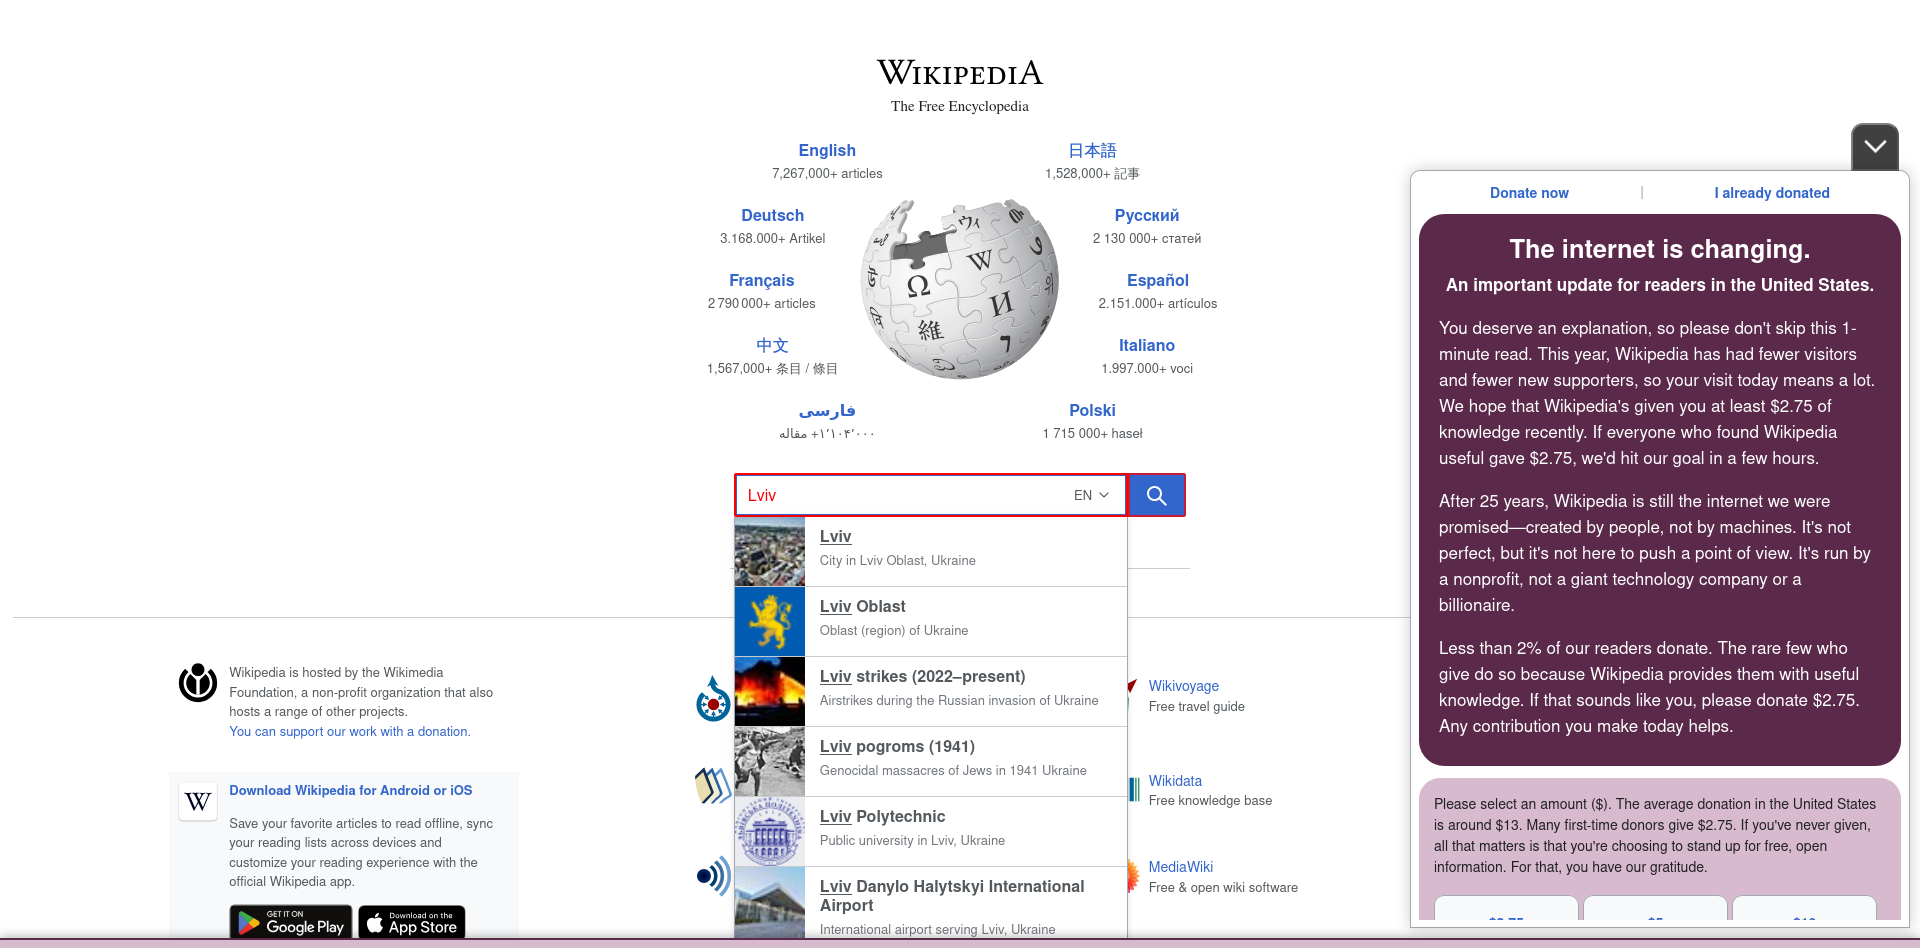 WIKIPEDIA
The Free Encyclopedia
English
7,267,000+ articles
日本語
1,528,000+ 記事
Deutsch
3.168.000+ Artikel
Русский
2 130 000+ статей
Français
2 790 000+ articles
Español
2.151.000+ artículos
中文
1,567,000+ 条目 / 條目
Italiano
1.997.000+ voci
فارسی
۱٬۱۰۴٬۰۰۰+ مقاله
Polski
1 715 000+ haseł
Lviv
EN
Lviv
City in Lviv Oblast, Ukraine
Lviv Oblast
Oblast (region) of Ukraine
Lviv strikes (2022–present)
Airstrikes during the Russian invasion of Ukraine
Lviv pogroms (1941)
Genocidal massacres of Jews in 1941 Ukraine
Lviv Polytechnic
Public university in Lviv, Ukraine
Lviv Danylo Halytskyi International
Airport
International airport serving Lviv, Ukraine
Wikipedia is hosted by the Wikimedia
Foundation, a non-profit organization that also
hosts a range of other projects.
You can support our work with a donation.
Download Wikipedia for Android or iOS
Save your favorite articles to read offline, sync
your reading lists across devices and
customize your reading experience with the
official Wikipedia app.
GET IT ON
Google Play
Download on the
App Store
Wikivoyage
Free travel guide
Wikidata
Free knowledge base
MediaWiki
Free & open wiki software
Donate now
I already donated
The internet is changing.
An important update for readers in the United States.
You deserve an explanation, so please don't skip this 1-
minute read. This year, Wikipedia has had fewer visitors
and fewer new supporters, so your visit today means a lot.
We hope that Wikipedia's given you at least $2.75 of
knowledge recently. If everyone who found Wikipedia
useful gave $2.75, we'd hit our goal in a few hours.
After 25 years, Wikipedia is still the internet we were
promised—created by people, not by machines. It's not
perfect, but it's not here to push a point of view. It's run by
a nonprofit, not a giant technology company or a
billionaire.
Less than 2% of our readers donate. The rare few who
give do so because Wikipedia provides them with useful
knowledge. If that sounds like you, please donate $2.75.
Any contribution you make today helps.
Please select an amount ($). The average donation in the United States
is around $13. Many first-time donors give $2.75. If you've never given,
all that matters is that you're choosing to stand up for free, open
information. For that, you have our gratitude.